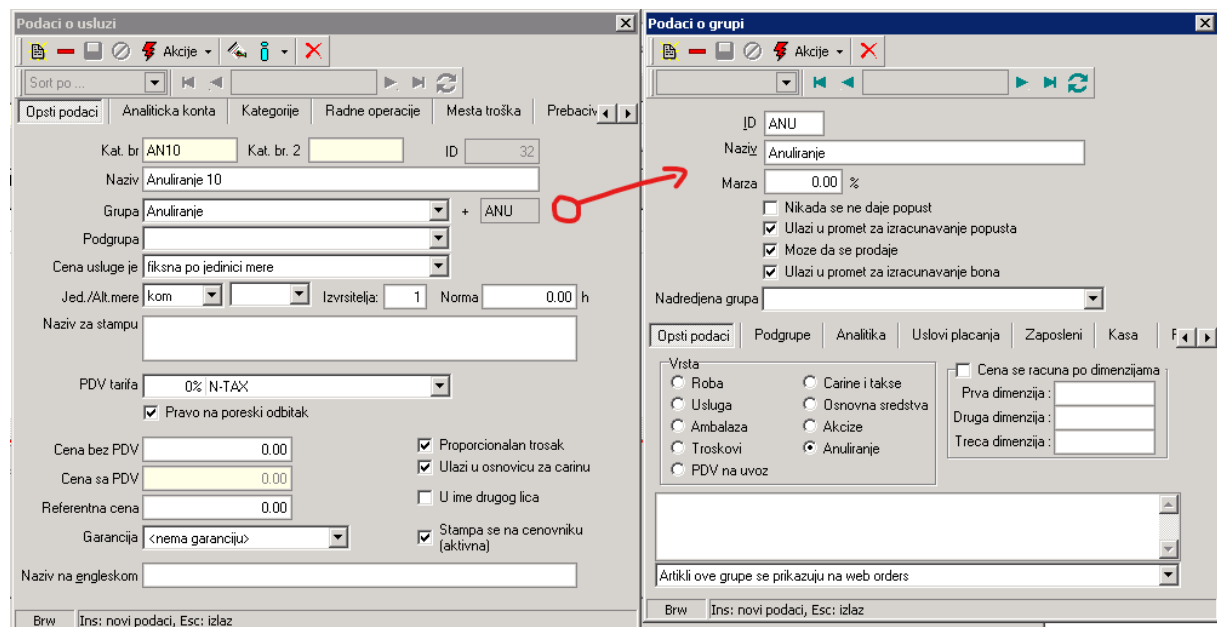 Podaci o usluzi
Akcije
Sort po ...
Opsti podaci Analiticka konta Kategorije Radne operacije Mesta troška Prebaciv
Kat. br AN10 Kat. br. 2 ID 32
Naziv Anuliranje 10
Grupa Anuliranje + ANU
Podgrupa
Cena usluge je fiksna po jedinici mere
Jed./Alt.mere kom Izvrsitelja: 1 Norma 0.00 h
Naziv za stampu
PDV tarifa 0% N-TAX
Pravo na poreski odbitak
Cena bez PDV 0.00 Proporcionalan trosak
Cena sa PDV 0.00 Ulazi u osnovicu za carinu
Referentna cena 0.00 U ime drugog lica
Garancija <nema garanciju> Stampa se na cenovniku
(aktivna)
Naziv na engleskom
Brw Ins: novi podaci, Esc: izlaz
Podaci o grupi
Akcije
ID ANU
Naziv Anuliranje
Marza 0.00 %
Nikada se ne daje popust
Ulazi u promet za izracunavanje popusta
Moze da se prodaje
Ulazi u promet za izracunavanje bona
Nadredjena grupa
Opsti podaci Podgrupe Analitika Uslovi placanja Zaposleni Kasa
Vrsta
Roba Carine i takse
Usluga Osnovna sredstva
Ambalaza Akcize
Troskovi Anuliranje
PDV na uvoz
Cena se racuna po dimenzijama
Prva dimenzija :
Druga dimenzija :
Treca dimenzija :
Artikli ove grupe se prikazuju na web orders
Brw Ins: novi podaci, Esc: izlaz